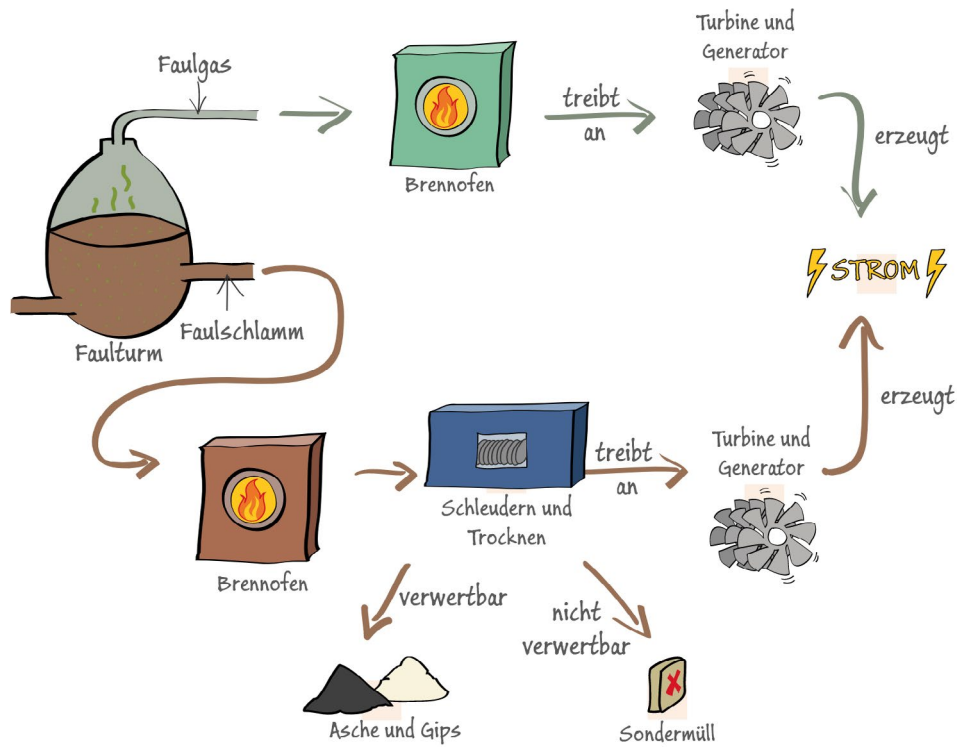 Turbine und
Generator
Faulgas
treibt
an
erzeugt
Brennofen
STROM
Faulschlamm
Faulturm
erzeugt
Turbine und
Generator
treibt
an
Schleudern und
Trocknen
Brennofen
verwertbar
nicht
verwertbar
Asche und Gips
Sondermüll